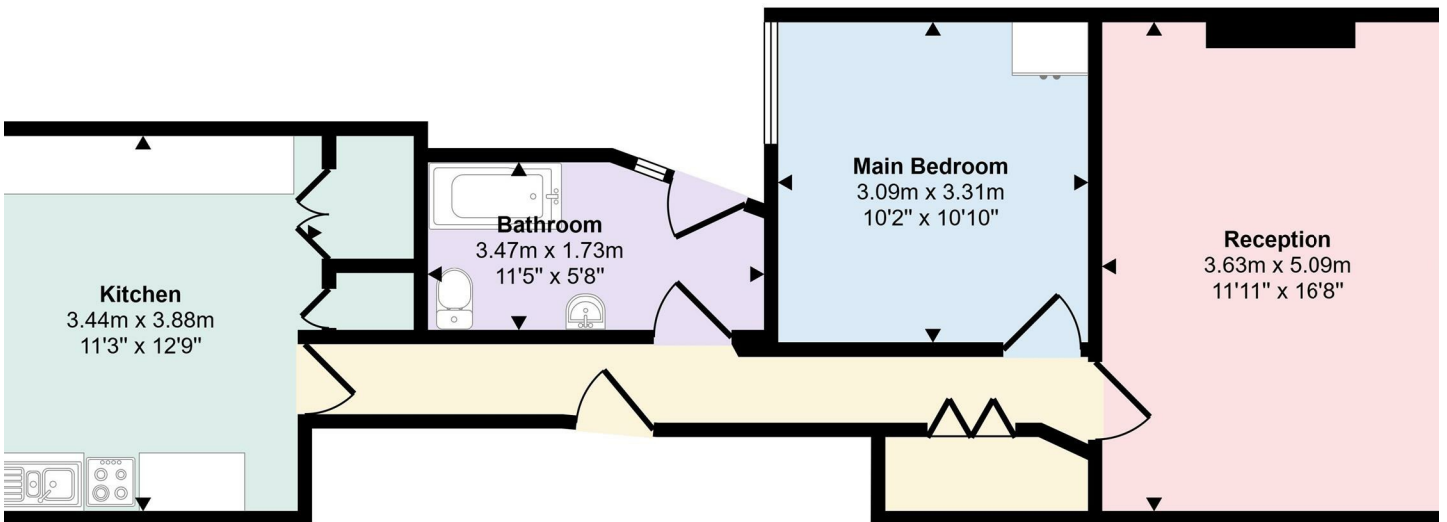 Kitchen
3.44m x 3.88m
11'3" x 12'9"
Bathroom
3.47m x 1.73m
11'5" x 5'8"
Main Bedroom
3.09m x 3.31m
10'2" x 10'10"
Reception
3.63m x 5.09m
11'11" x 16'8"